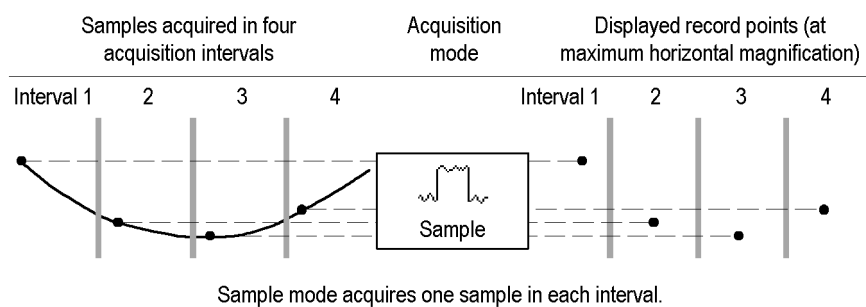 Samples acquired in four
acquisition intervals
Acquisition
mode
Displayed record points (at
maximum horizontal magnification)
Interval 1 2 3 4
Interval 1 2 3 4
Sample
Sample mode acquires one sample in each interval.